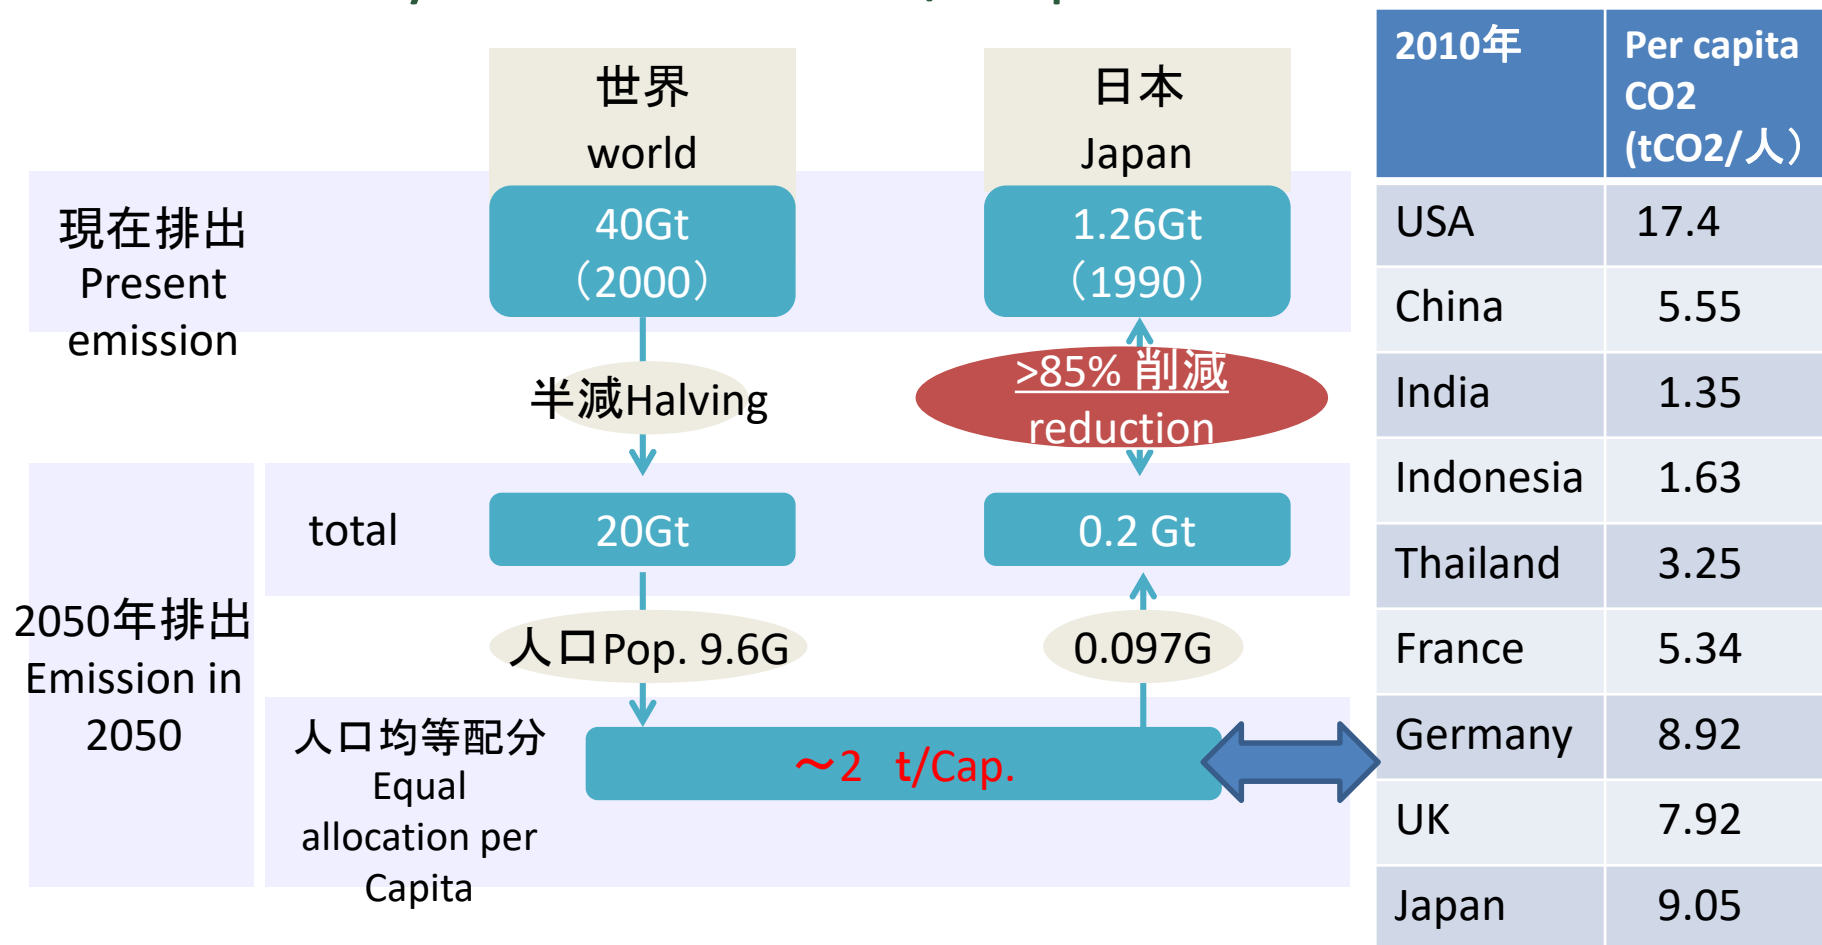 世界
world
日本
Japan
現在排出
Present
emission
40Gt
（2000）
1.26Gt
（1990）
半減Halving
>85% 削減
reduction
2050年排出
Emission in
2050
total
20Gt
0.2 Gt
人口Pop. 9.6G
0.097G
人口均等配分
Equal
allocation per
Capita
～2 t/Cap.
2010年
Per capita
CO2
(tCO2/人）
USA 17.4
China 5.55
India 1.35
Indonesia 1.63
Thailand 3.25
France 5.34
Germany 8.92
UK 7.92
Japan 9.05